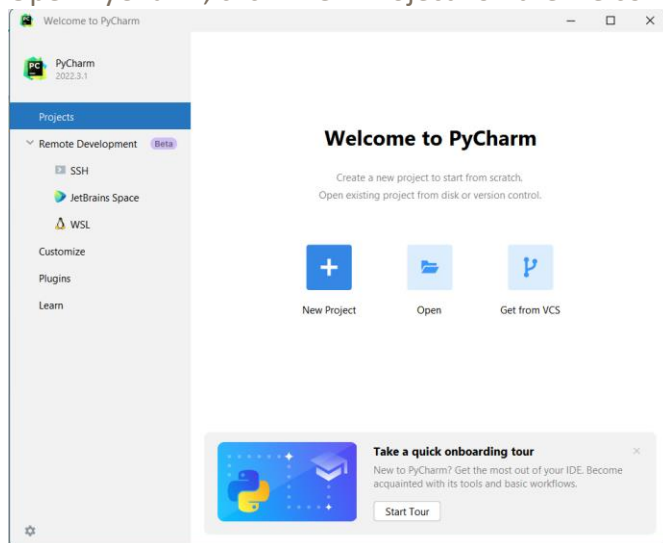 Welcome to PyCharm
PC
PyCharm
2022.3.1
Projects
Remote Development Beta
SSH
JetBrains Space
WSL
Customize
Plugins
Learn
Welcome to PyCharm
Create a new project to start from scratch.
Open existing project from disk or version control.
New Project
Open
Get from VCS
Take a quick onboarding tour
New to PyCharm? Get the most out of your IDE. Become
acquainted with its tools and basic workflows.
Start Tour